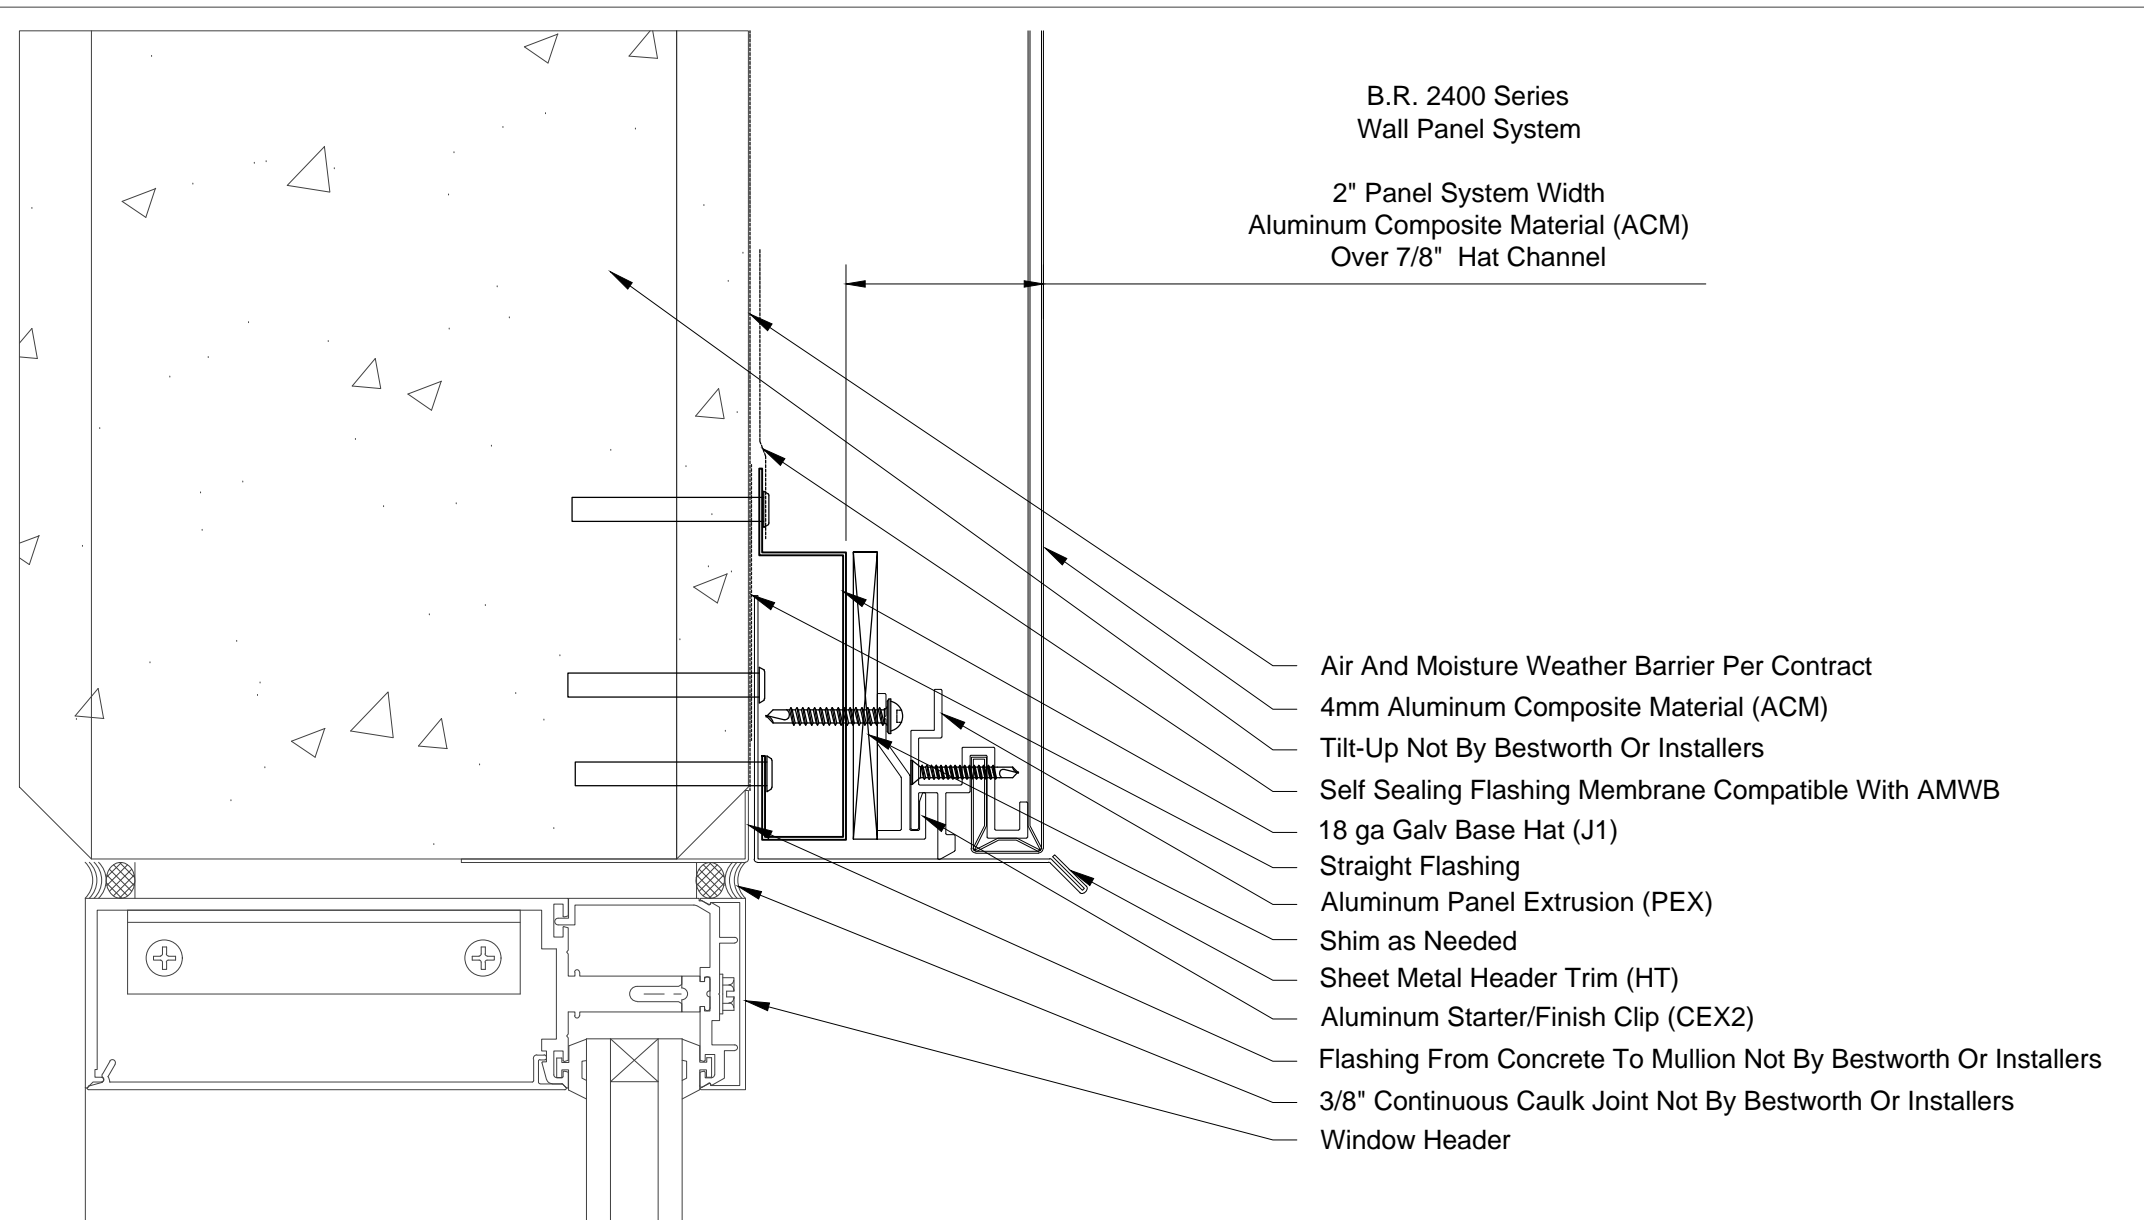 B.R. 2400 Series
Wall Panel System
2" Panel System Width
Aluminum Composite Material (ACM)
Over 7/8" Hat Channel
Air And Moisture Weather Barrier Per Contract
4mm Aluminum Composite Material (ACM)
Tilt-Up Not By Bestworth Or Installers
Self Sealing Flashing Membrane Compatible With AMWB
18 ga Galv Base Hat (J1)
Straight Flashing
Aluminum Panel Extrusion (PEX)
Shim as Needed
Sheet Metal Header Trim (HT)
Aluminum Starter/Finish Clip (CEX2)
Flashing From Concrete To Mullion Not By Bestworth Or Installers
3/8" Continuous Caulk Joint Not By Bestworth Or Installers
Window Header